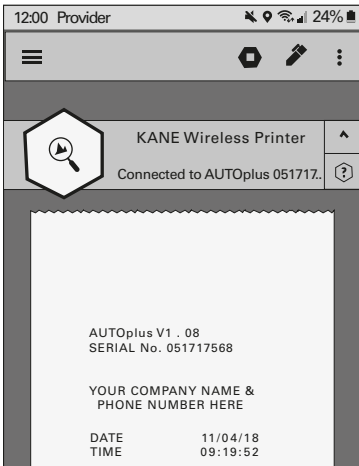 12:00 Provider 24%
KANE Wireless Printer
Connected to AUTOplus 051717..
AUTOplus V1 . 08
SERIAL No. 051717568
YOUR COMPANY NAME &
PHONE NUMBER HERE
DATE 11/04/18
TIME 09:19:52